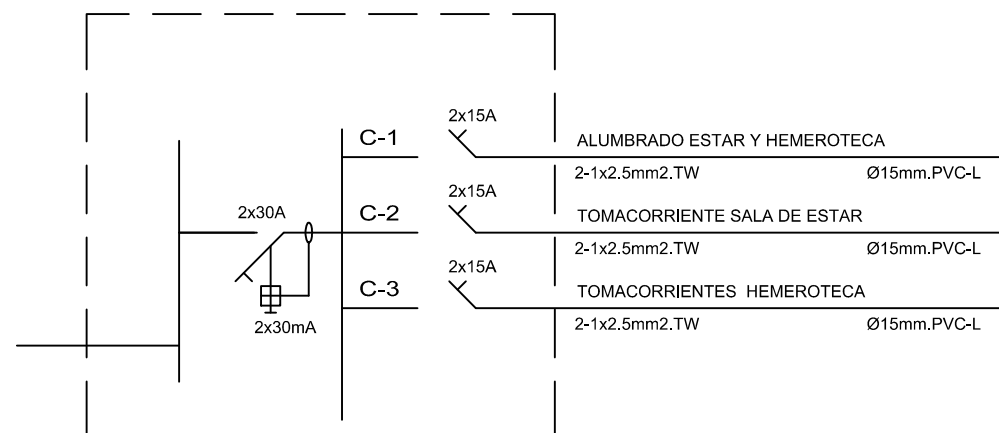 2x15A
C-1
ALUMBRADO ESTAR Y HEMEROTECA
2-1x2.5mm2.TW Ø15mm.PVC-L
2x15A
2x30A
C-2
TOMACORRIENTE SALA DE ESTAR
2-1x2.5mm2.TW Ø15mm.PVC-L
2x15A
C-3
TOMACORRIENTES HEMEROTECA
2x30mA
2-1x2.5mm2.TW Ø15mm.PVC-L